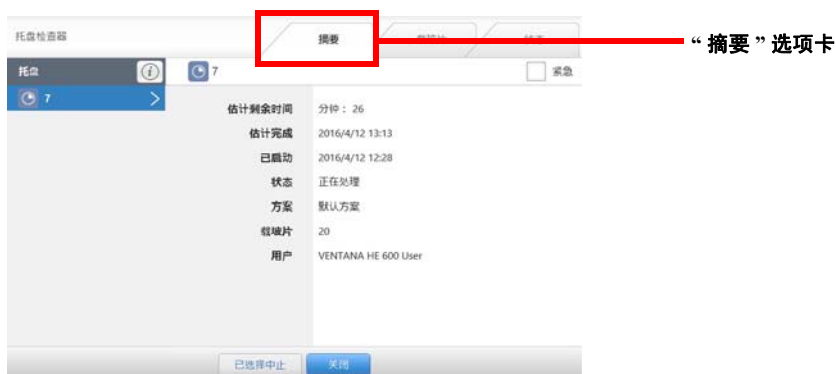 托盘检查器
摘要
“ 摘要 ” 选项卡
托盘
7
紧急
7
估计剩余时间 分钟： 26
估计完成 2016/4/12 13:13
已启动 2016/4/12 12:28
状态 正在处理
方案 默认方案
载玻片 20
用户 VENTANA HE 600 User
已选择中止 关闭